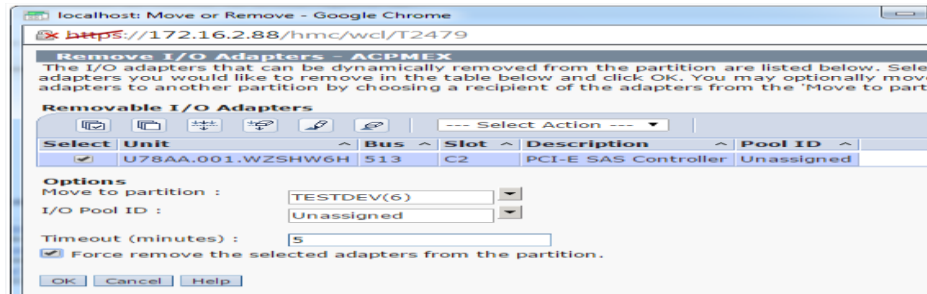 localhost: Move or Remove - Google Chrome
https://172.16.2.88/hmc/wcl/T2479
Remove I/O Adapters - ACPMEX
The I/O adapters that can be dynamically removed from the partition are listed below. Sele
adapters you would like to remove in the table below and click OK. You may optionally mov
adapters to another partition by choosing a recipient of the adapters from the 'Move to part
Removable I/O Adapters
--- Select Action ---
Select Unit Bus Slot Description Pool ID
U78AA.001.WZSHW6H 513 C2 PCI-E SAS Controller Unassigned
Options
Move to partition : TESTDEV(6)
I/O Pool ID : Unassigned
Timeout (minutes) : 5
Force remove the selected adapters from the partition.
OK Cancel Help